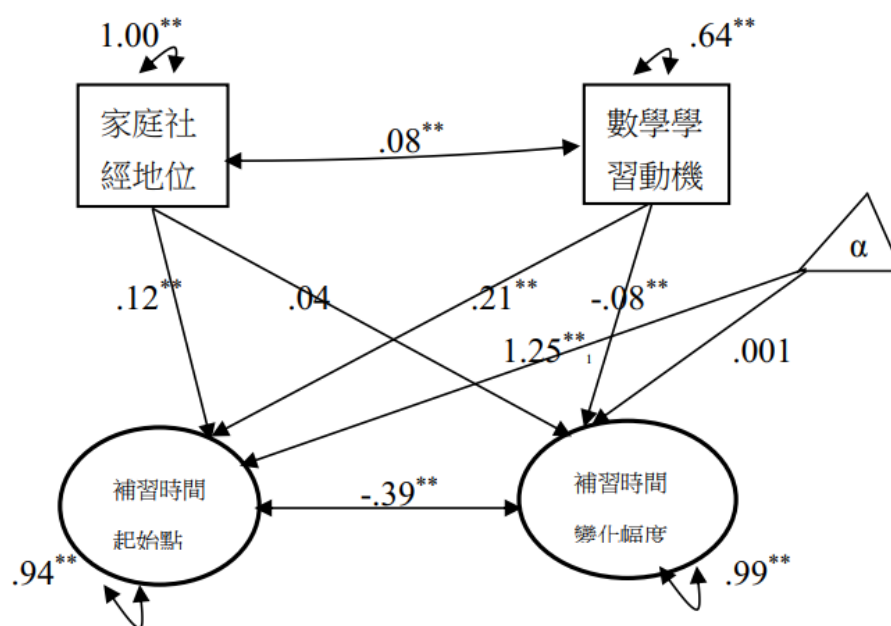 1.00**
.64**
家庭社
經地位
.08**
數學學
習動機
α
.12**
.04
.21**
-.08**
1.25**
1
.001
補習時間
起始點
-.39**
補習時間
變化幅度
.94**
.99**